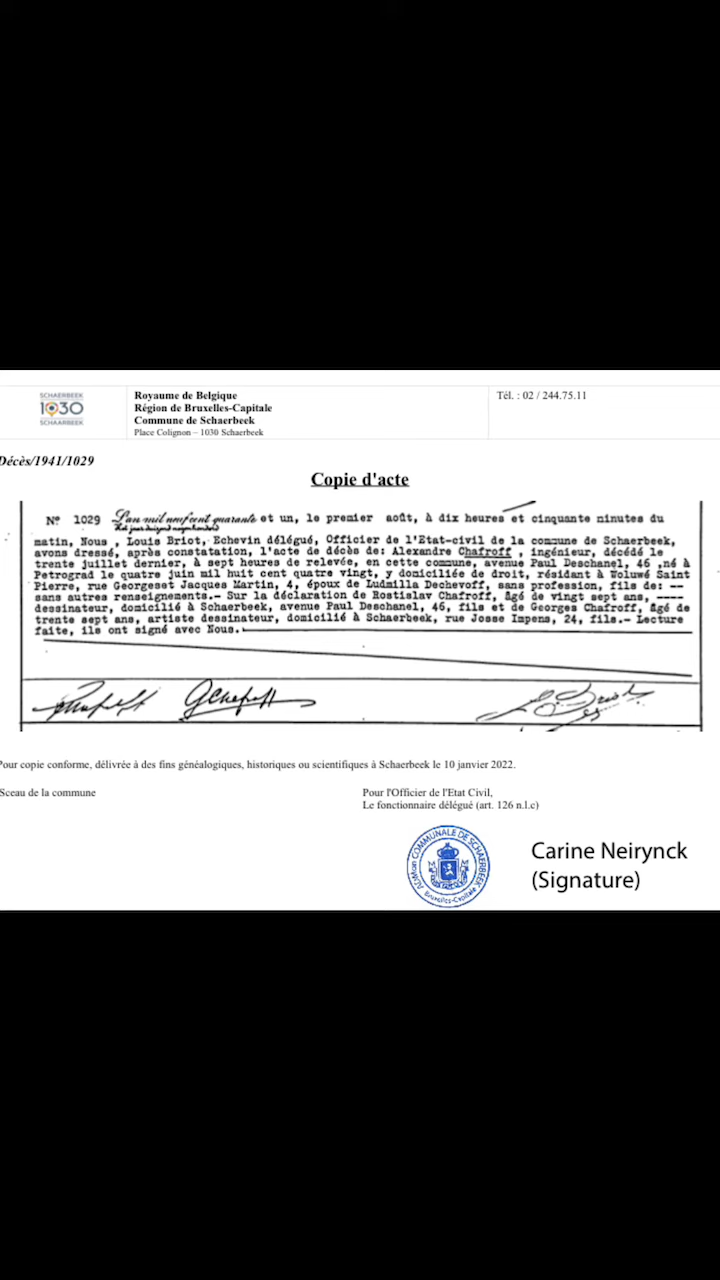 SCHAERBEEK
1030
SCHAARBEEK
Royaume de Belgique
Région de Bruxelles-Capitale
Commune de Schaerbeek
Place Colignon – 1030 Schaerbeek
Tél. : 02 / 244.75.11
Décès/1941/1029
Copie d'acte
Nº 1029 L'an mil neuf cent quarante et un, le premier août, à dix heures et cinquante minutes du
matin, Nous , Louis Briot, Echevin délégué, Officier de l'Etat-civil de la commune de Schaerbeek,
avons dressé, après constatation, l'acte de décès de: Alexandre Chafroff , ingénieur, décédé le
trente juillet dernier, à sept heures de relevée, en cette commune, avenue Paul Deschanel, 46 ,né à
Petrograd le quatre juin mil huit cent quatre vingt, y domiciliée de droit, résidant à Woluwé Saint
Pierre, rue Georgeset Jacques Martin, 4, époux de Ludmilla Dechevoff, sans profession, fils de: --
sans autres renseignements.- Sur la déclaration de Rostislav Chafroff, âgé de vingt sept ans, ----
dessinateur, domicilié à Schaerbeek, avenue Paul Deschanel, 46, fils et de Georges Chafroff, âgé de
trente sept ans, artiste dessinateur, domicilié à Schaerbeek, rue Josse Impens, 24, fils.- Lecture
faite, ils ont signé avec Nous.
Pour copie conforme, délivrée à des fins généalogiques, historiques ou scientifiques à Schaerbeek le 10 janvier 2022.
Sceau de la commune
Pour l'Officier de l'Etat Civil,
Le fonctionnaire délégué (art. 126 n.l.c)
COMMUNALE DE SCHAERBEEK
Bruxelles-Capitale
Carine Neirynck
(Signature)